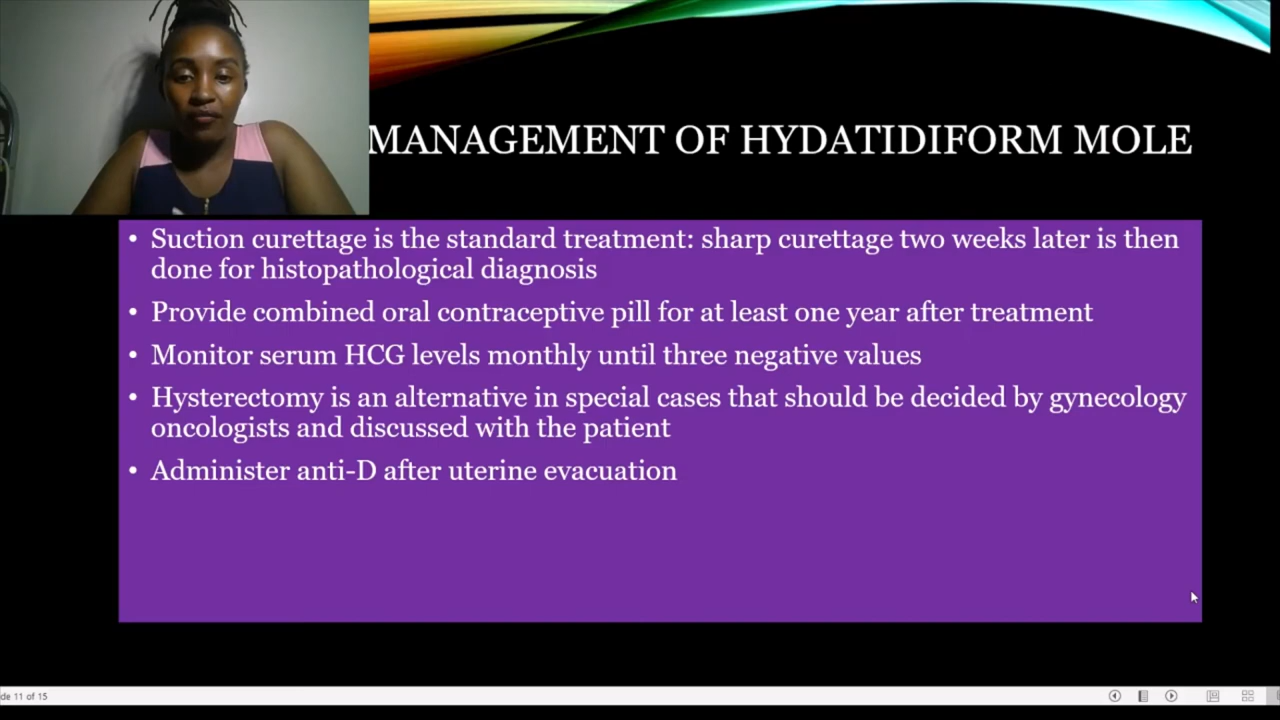 MANAGEMENT OF HYDATIDIFORM MOLE
• Suction curettage is the standard treatment: sharp curettage two weeks later is then
done for histopathological diagnosis
• Provide combined oral contraceptive pill for at least one year after treatment
• Monitor serum HCG levels monthly until three negative values
• Hysterectomy is an alternative in special cases that should be decided by gynecology
oncologists and discussed with the patient
• Administer anti-D after uterine evacuation
de 11 of 15